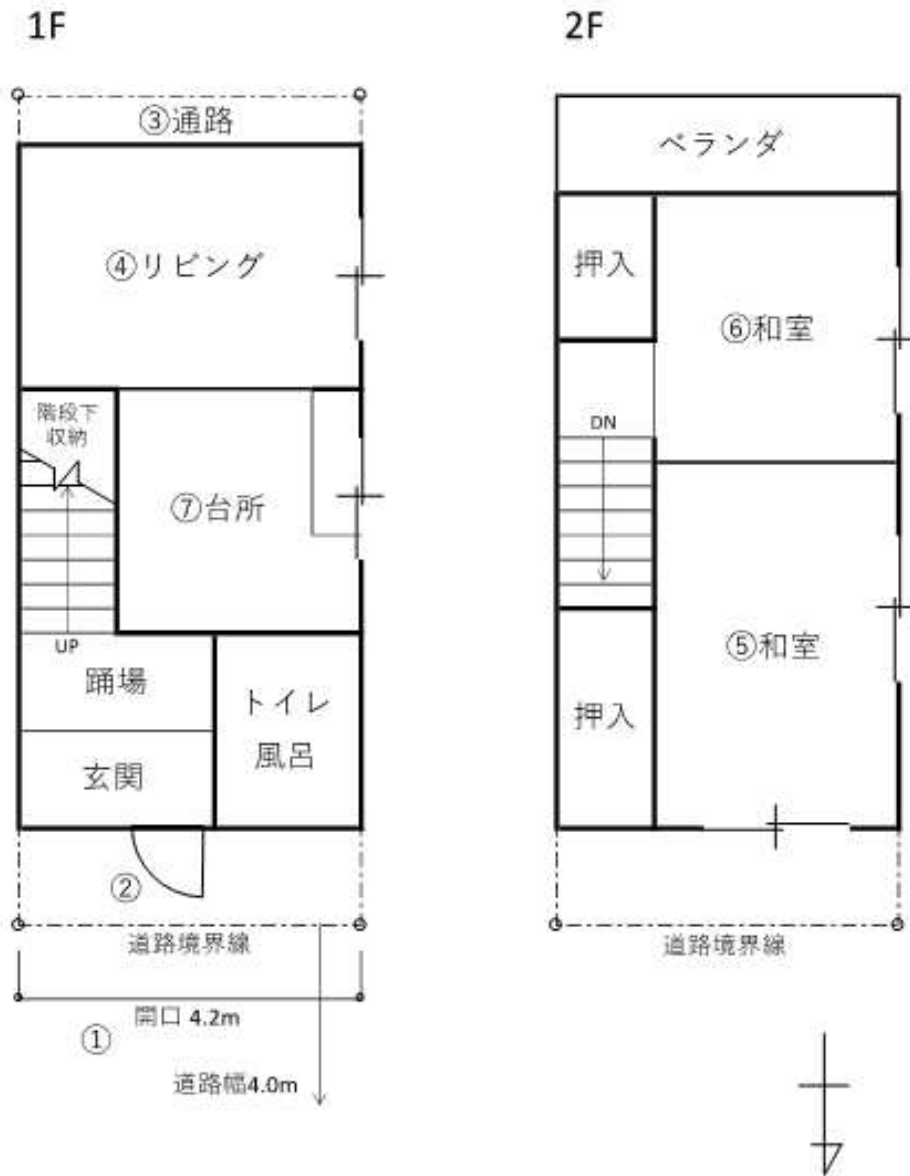 1F
③通路
④リビング
階段下
収納
⑦台所
UP
踊場
トイレ
風呂
玄関
②
道路境界線
開口 4.2m
①
道路幅4.0m
2F
ベランダ
押入
⑥和室
DN
⑤和室
押入
道路境界線